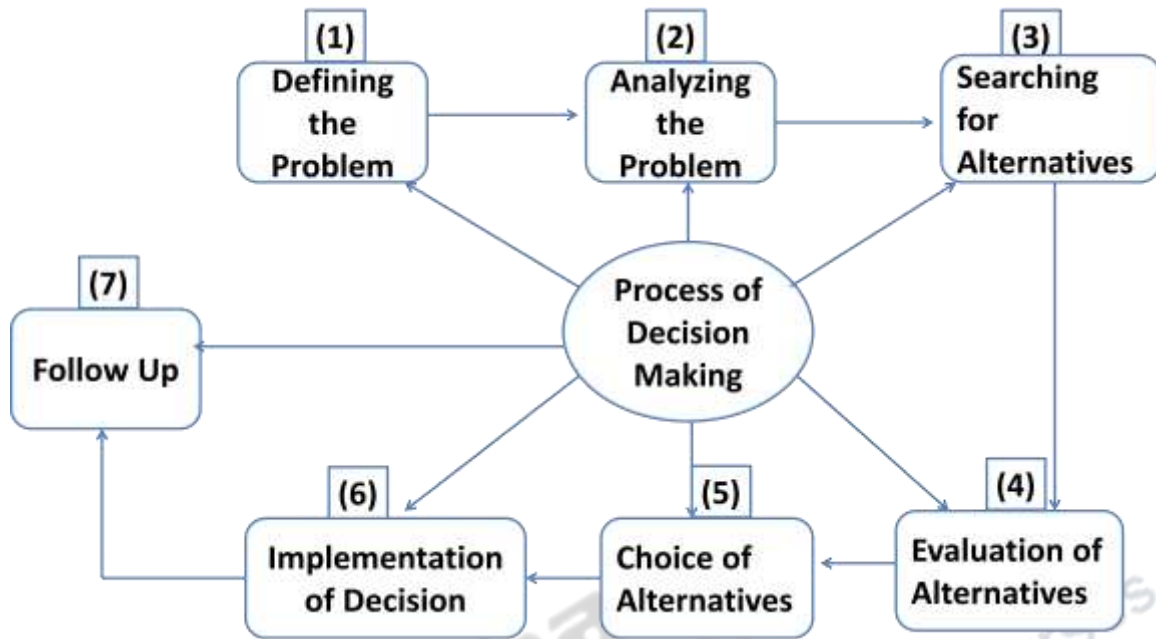 (1)
Defining
the
Problem
(2)
Analyzing
the
Problem
(3)
Searching
for
Alternatives
Process of
Decision
Making
(7)
Follow Up
(6)
Implementation
of Decision
(5)
Choice of
Alternatives
(4)
Evaluation of
Alternatives